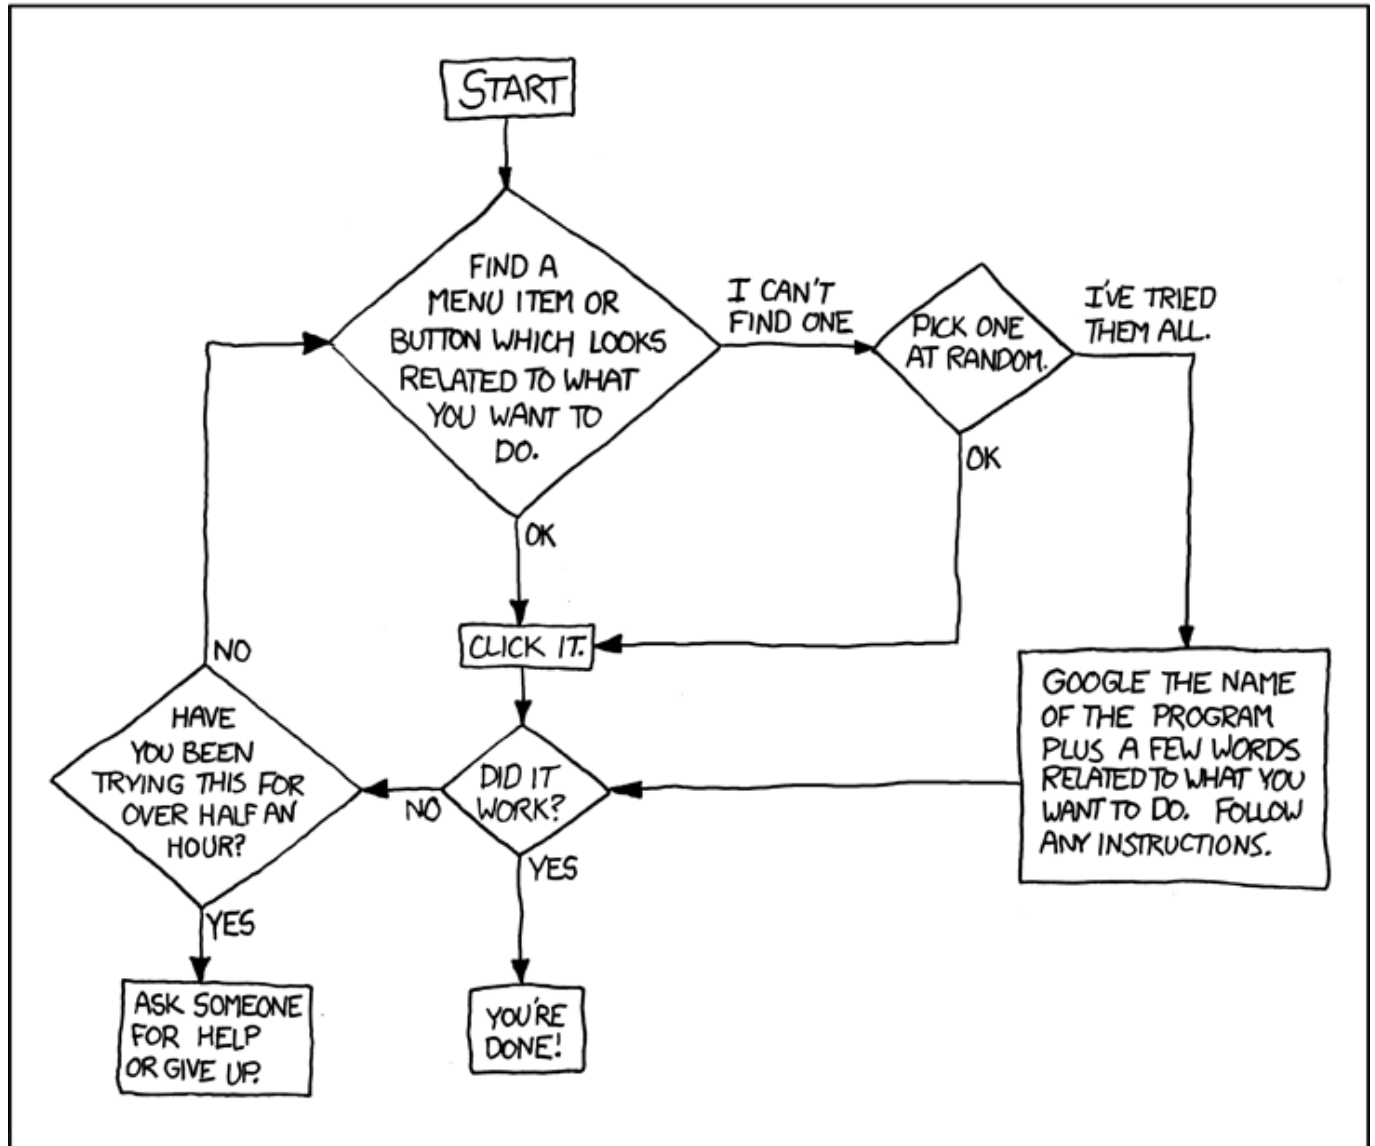 START
FIND A
MENU ITEM OR
BUTTON WHICH LOOKS
RELATED TO WHAT
YOU WANT TO
DO.
I CAN'T
FIND ONE
PICK ONE
AT RANDOM.
I'VE TRIED
THEM ALL.
OK
OK
CLICK IT.
NO
HAVE
YOU BEEN
TRYING THIS FOR
OVER HALF AN
HOUR?
NO
DID IT
WORK?
GOOGLE THE NAME
OF THE PROGRAM
PLUS A FEW WORDS
RELATED TO WHAT YOU
WANT TO DO. FOLLOW
ANY INSTRUCTIONS.
YES
YES
ASK SOMEONE
FOR HELP
OR GIVE UP.
YOU'RE
DONE!